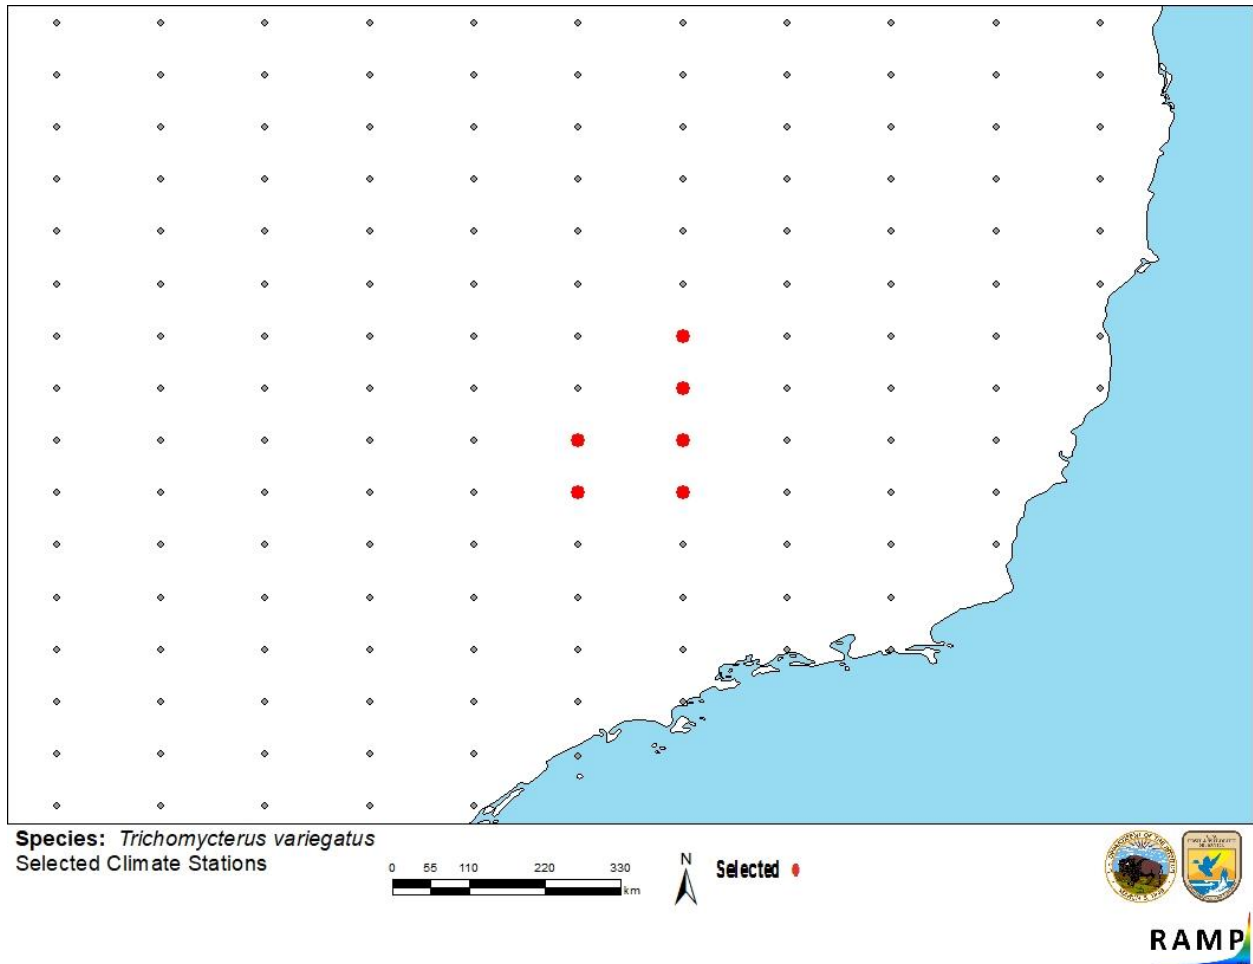 Species: Trichomycterus variegatus
Selected Climate Stations
0 55 110 220 330
km
N
Selected
RAMP